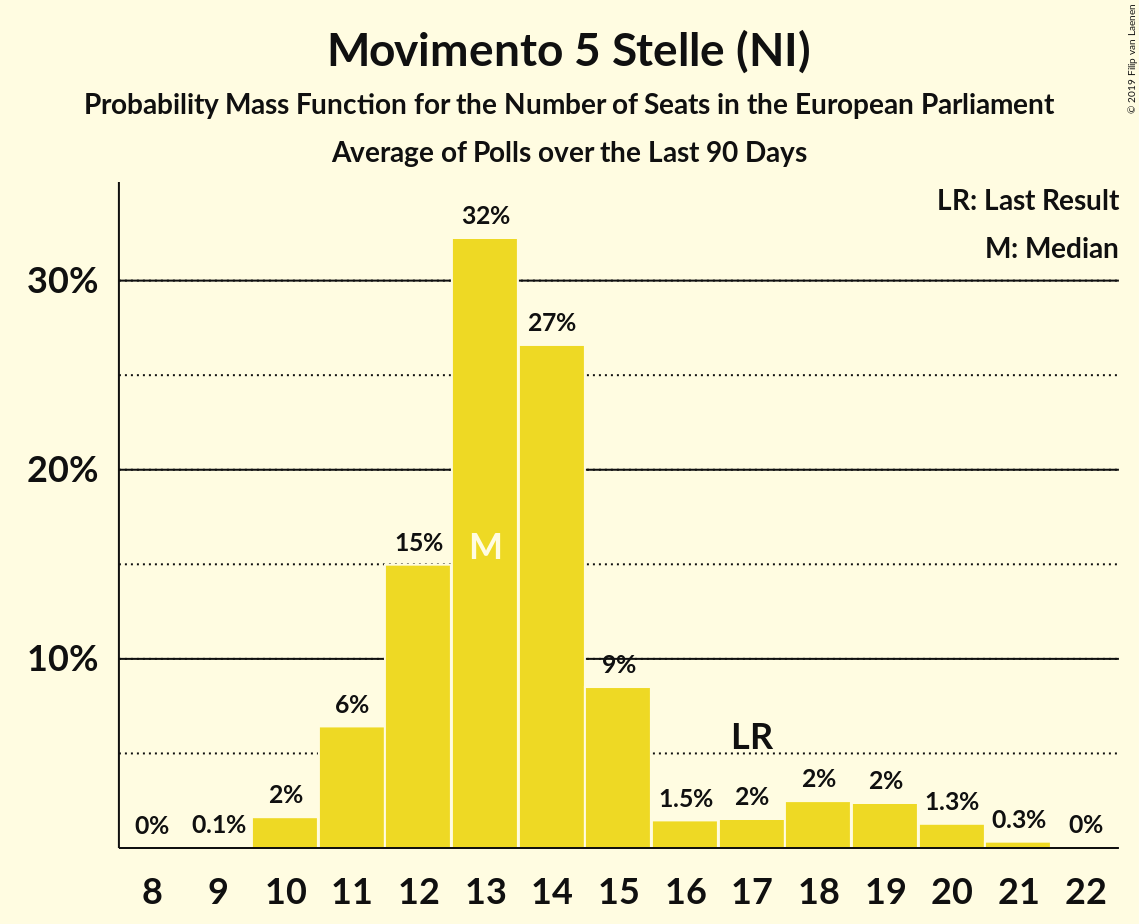 Movimento 5 Stelle (NI)
Probability Mass Function for the Number of Seats in the European Parliament
Average of Polls over the Last 90 Days
© 2019 Filip van Laenen
LR: Last Result
M: Median
30%
20%
10%
0%
0.1%
2%
6%
15%
32%
27%
9%
1.5%
2%
2%
2%
1.3%
0.3%
0%
M
LR
8 9 10 11 12 13 14 15 16 17 18 19 20 21 22